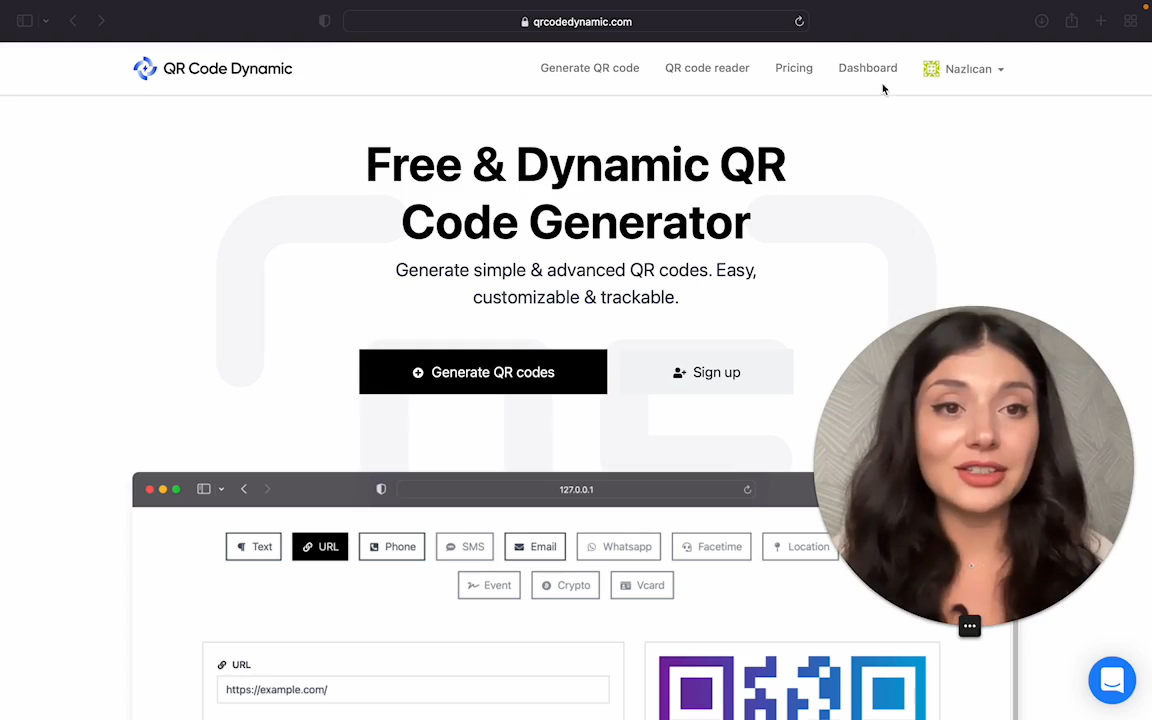 qrcodedynamic.com
QR Code Dynamic
Generate QR code
QR code reader
Pricing
Dashboard
Nazlıcan
Free & Dynamic QR
Code Generator
Generate simple & advanced QR codes. Easy,
customizable & trackable.
Generate QR codes
Sign up
127.0.0.1
Text
URL
Phone
SMS
Email
Whatsapp
Facetime
Location
Event
Crypto
Vcard
URL
https://example.com/